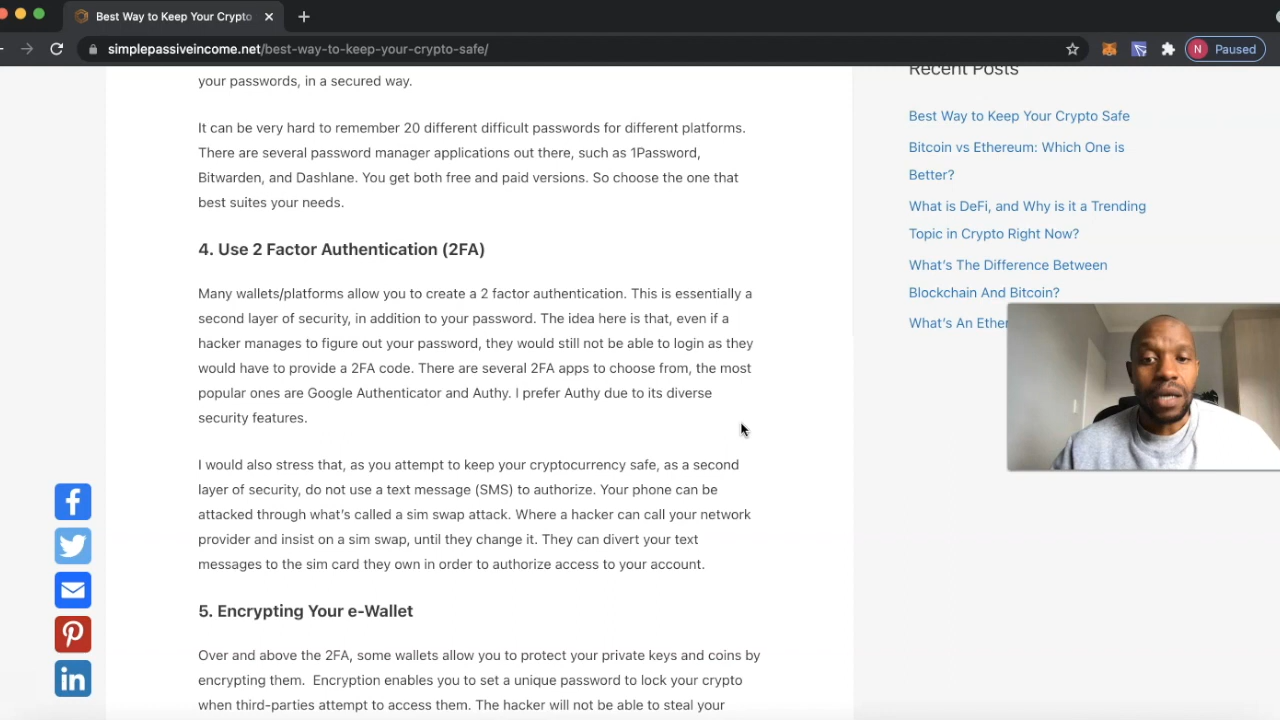 Best Way to Keep Your Crypto
simplepassiveincome.net/best-way-to-keep-your-crypto-safe/
N Paused
your passwords, in a secured way.
It can be very hard to remember 20 different difficult passwords for different platforms.
There are several password manager applications out there, such as 1Password,
Bitwarden, and Dashlane. You get both free and paid versions. So choose the one that
best suites your needs.
4. Use 2 Factor Authentication (2FA)
Many wallets/platforms allow you to create a 2 factor authentication. This is essentially a
second layer of security, in addition to your password. The idea here is that, even if a
hacker manages to figure out your password, they would still not be able to login as they
would have to provide a 2FA code. There are several 2FA apps to choose from, the most
popular ones are Google Authenticator and Authy. I prefer Authy due to its diverse
security features.
I would also stress that, as you attempt to keep your cryptocurrency safe, as a second
layer of security, do not use a text message (SMS) to authorize. Your phone can be
attacked through what's called a sim swap attack. Where a hacker can call your network
provider and insist on a sim swap, until they change it. They can divert your text
messages to the sim card they own in order to authorize access to your account.
5. Encrypting Your e-Wallet
Over and above the 2FA, some wallets allow you to protect your private keys and coins by
encrypting them. Encryption enables you to set a unique password to lock your crypto
when third-parties attempt to access them. The hacker will not be able to steal your
Recent Posts
Best Way to Keep Your Crypto Safe
Bitcoin vs Ethereum: Which One is
Better?
What is DeFi, and Why is it a Trending
Topic in Crypto Right Now?
What's The Difference Between
Blockchain And Bitcoin?
What's An Ether